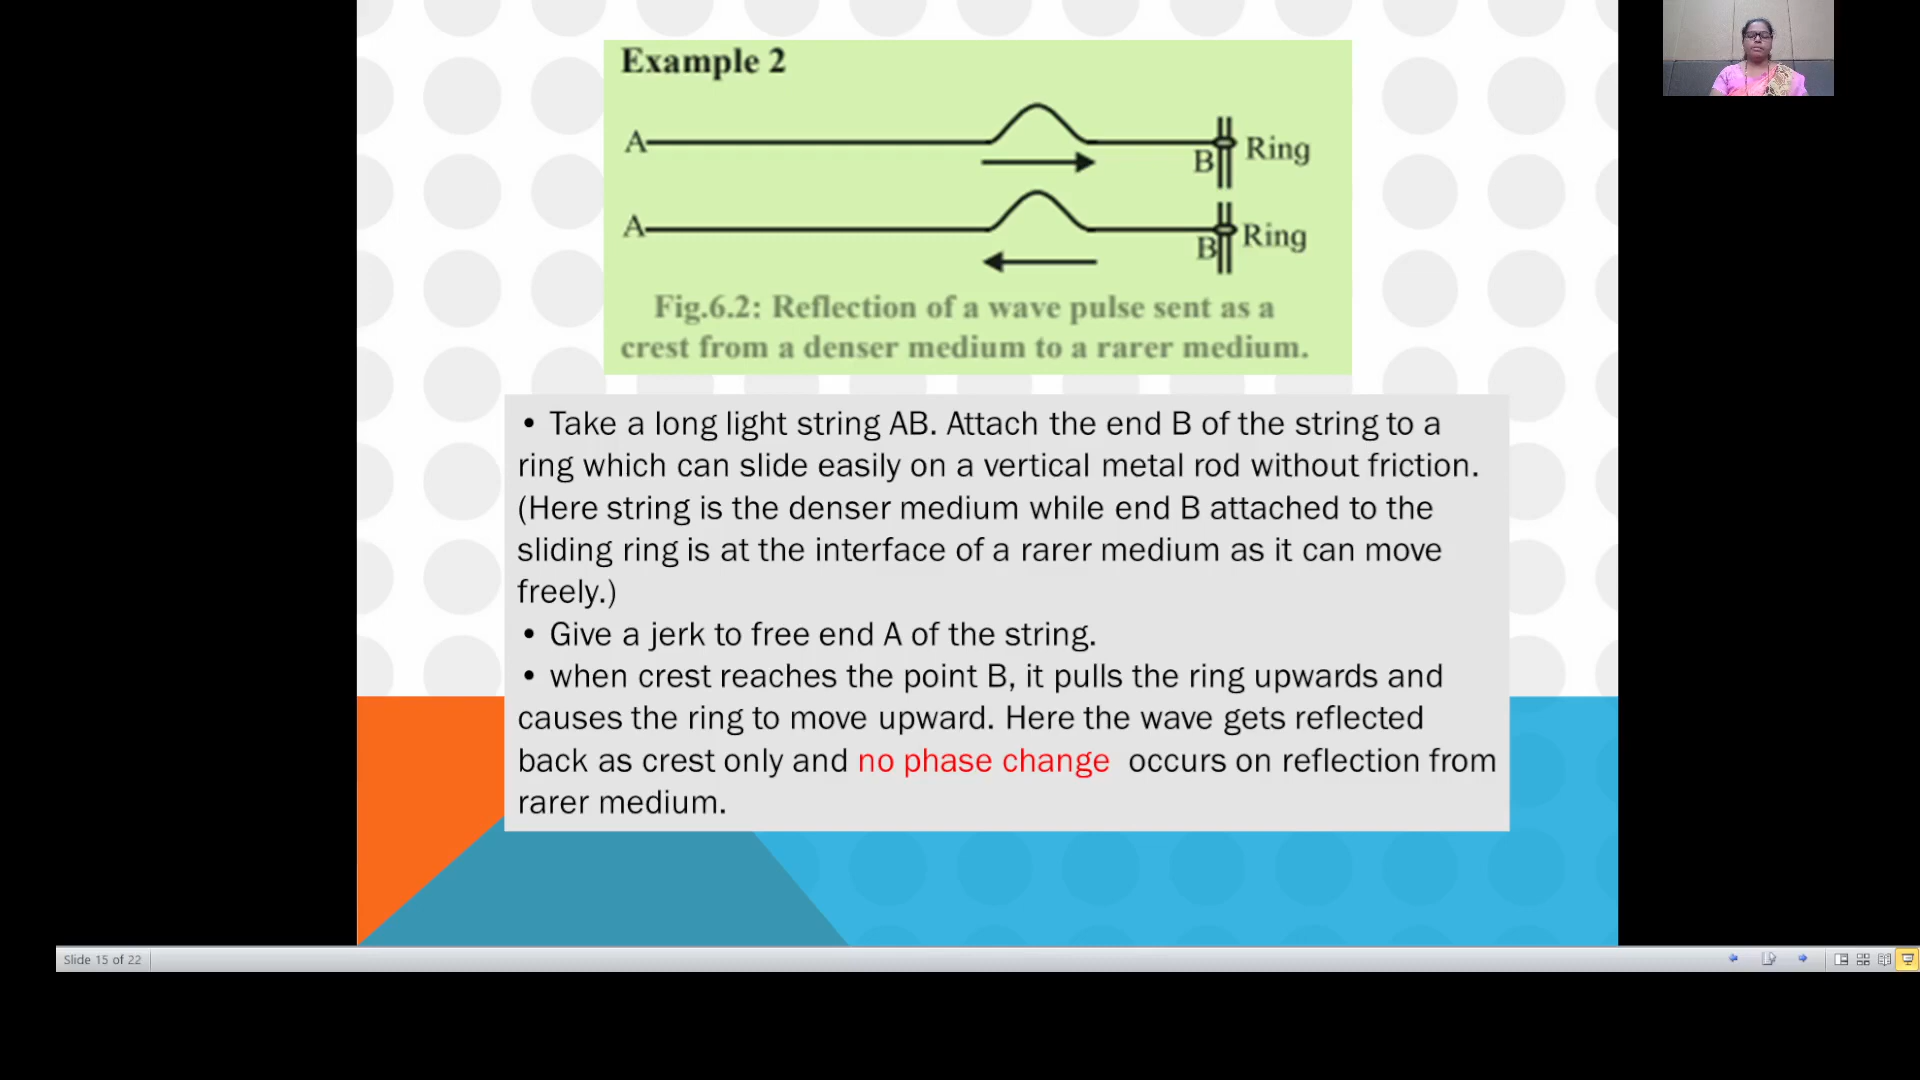 Example 2
A
B
Ring
A
B
Ring
Fig.6.2: Reflection of a wave pulse sent as a
crest from a denser medium to a rarer medium.
• Take a long light string AB. Attach the end B of the string to a
ring which can slide easily on a vertical metal rod without friction.
(Here string is the denser medium while end B attached to the
sliding ring is at the interface of a rarer medium as it can move
freely.)
• Give a jerk to free end A of the string.
• when crest reaches the point B, it pulls the ring upwards and
causes the ring to move upward. Here the wave gets reflected
back as crest only and no phase change occurs on reflection from
rarer medium.
Slide 15 of 22